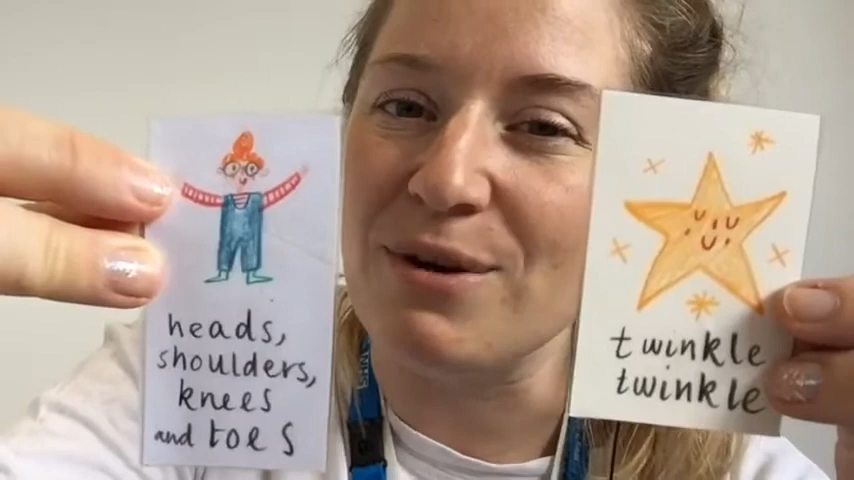 heads,
shoulders,
knees
and toes
twinkle
twinkle